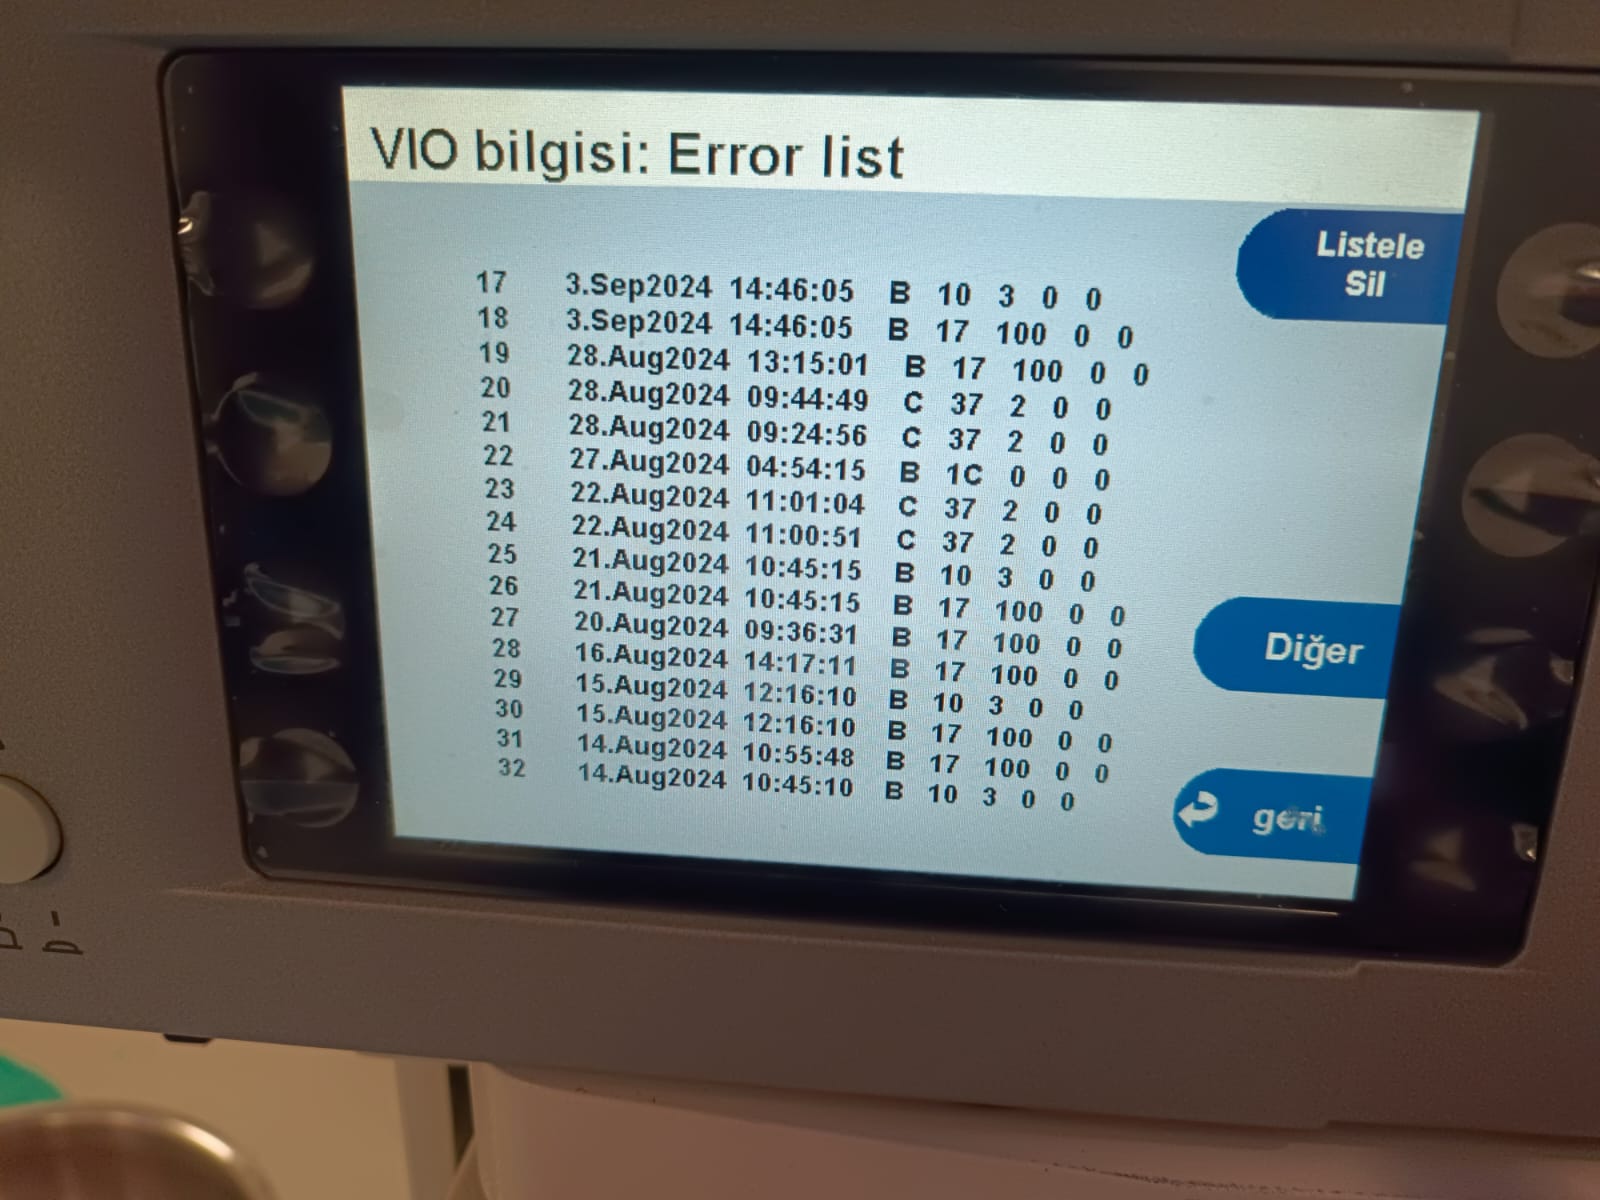 VIO bilgisi: Error list
Listele
Sil
17 3.Sep2024 14:46:05 B 10 3 0 0
18 3.Sep2024 14:46:05 B 17 100 0 0
19 28.Aug2024 13:15:01 B 17 100 0 0
20 28.Aug2024 09:44:49 C 37 2 0 0
21 28.Aug2024 09:24:56 C 37 2 0 0
22 27.Aug2024 04:54:15 B 1C 0 0 0
23 22.Aug2024 11:01:04 C 37 2 0 0
24 22.Aug2024 11:00:51 C 37 2 0 0
25 21.Aug2024 10:45:15 B 10 3 0 0
26 21.Aug2024 10:45:15 B 17 100 0 0
27 20.Aug2024 09:36:31 B 17 100 0 0
28 16.Aug2024 14:17:11 B 17 100 0 0
29 15.Aug2024 12:16:10 B 10 3 0 0
30 15.Aug2024 12:16:10 B 17 100 0 0
31 14.Aug2024 10:55:48 B 17 100 0 0
32 14.Aug2024 10:45:10 B 10 3 0 0
Diğer
geri